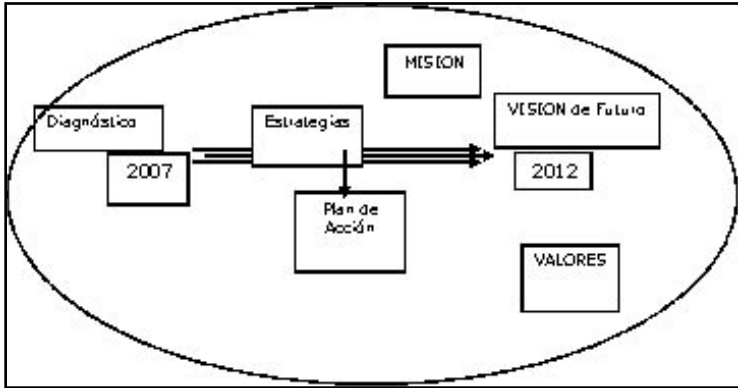 MISION
Diagnóstico
Estrategias
VISION de Futuro
2007
2012
Plan de
Acción
VALORES